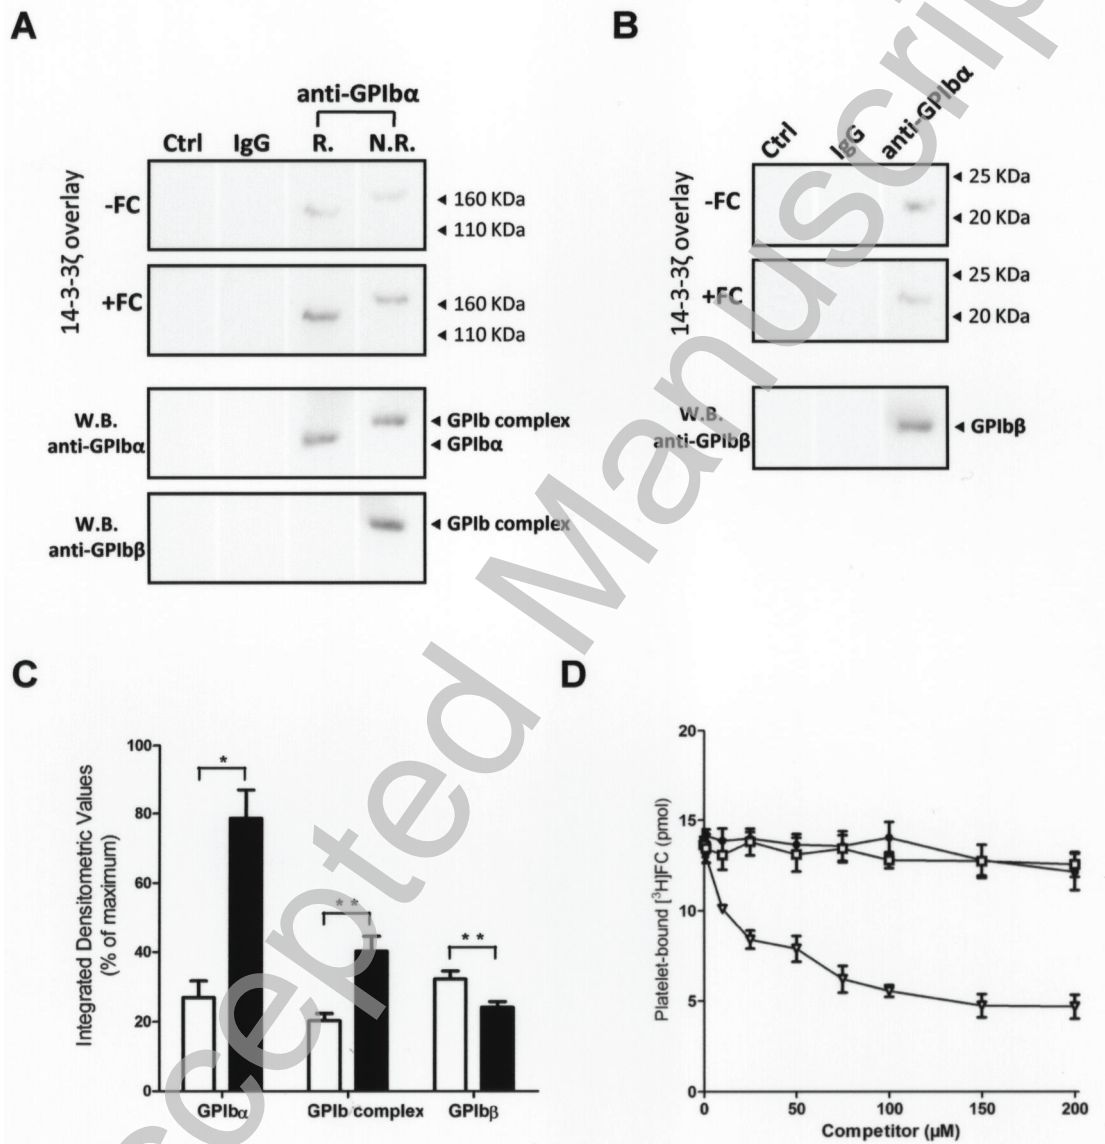 A
anti-GPIbα
Ctrl IgG R. N.R.
14-3-3ζ overlay
-FC
◄ 160 KDa
◄ 110 KDa
+FC
◄ 160 KDa
◄ 110 KDa
W.B.
anti-GPIbα
◄ GPIb complex
◄ GPIbα
W.B.
anti-GPIbβ
◄ GPIb complex
B
Ctrl IgG anti-GPIbα
14-3-3ζ overlay
-FC
◄ 25 KDa
◄ 20 KDa
+FC
◄ 25 KDa
◄ 20 KDa
W.B.
anti-GPIbβ
◄ GPIbβ
C
Integrated Densitometric Values
(% of maximum)
100
80
60
40
20
0
*
* *
* *
GPIbα GPIb complex GPIbβ
D
Platelet-bound [³H]FC (pmol)
20
15
10
5
0
0 50 100 150 200
Competitor (µM)
cepted Manuscrip